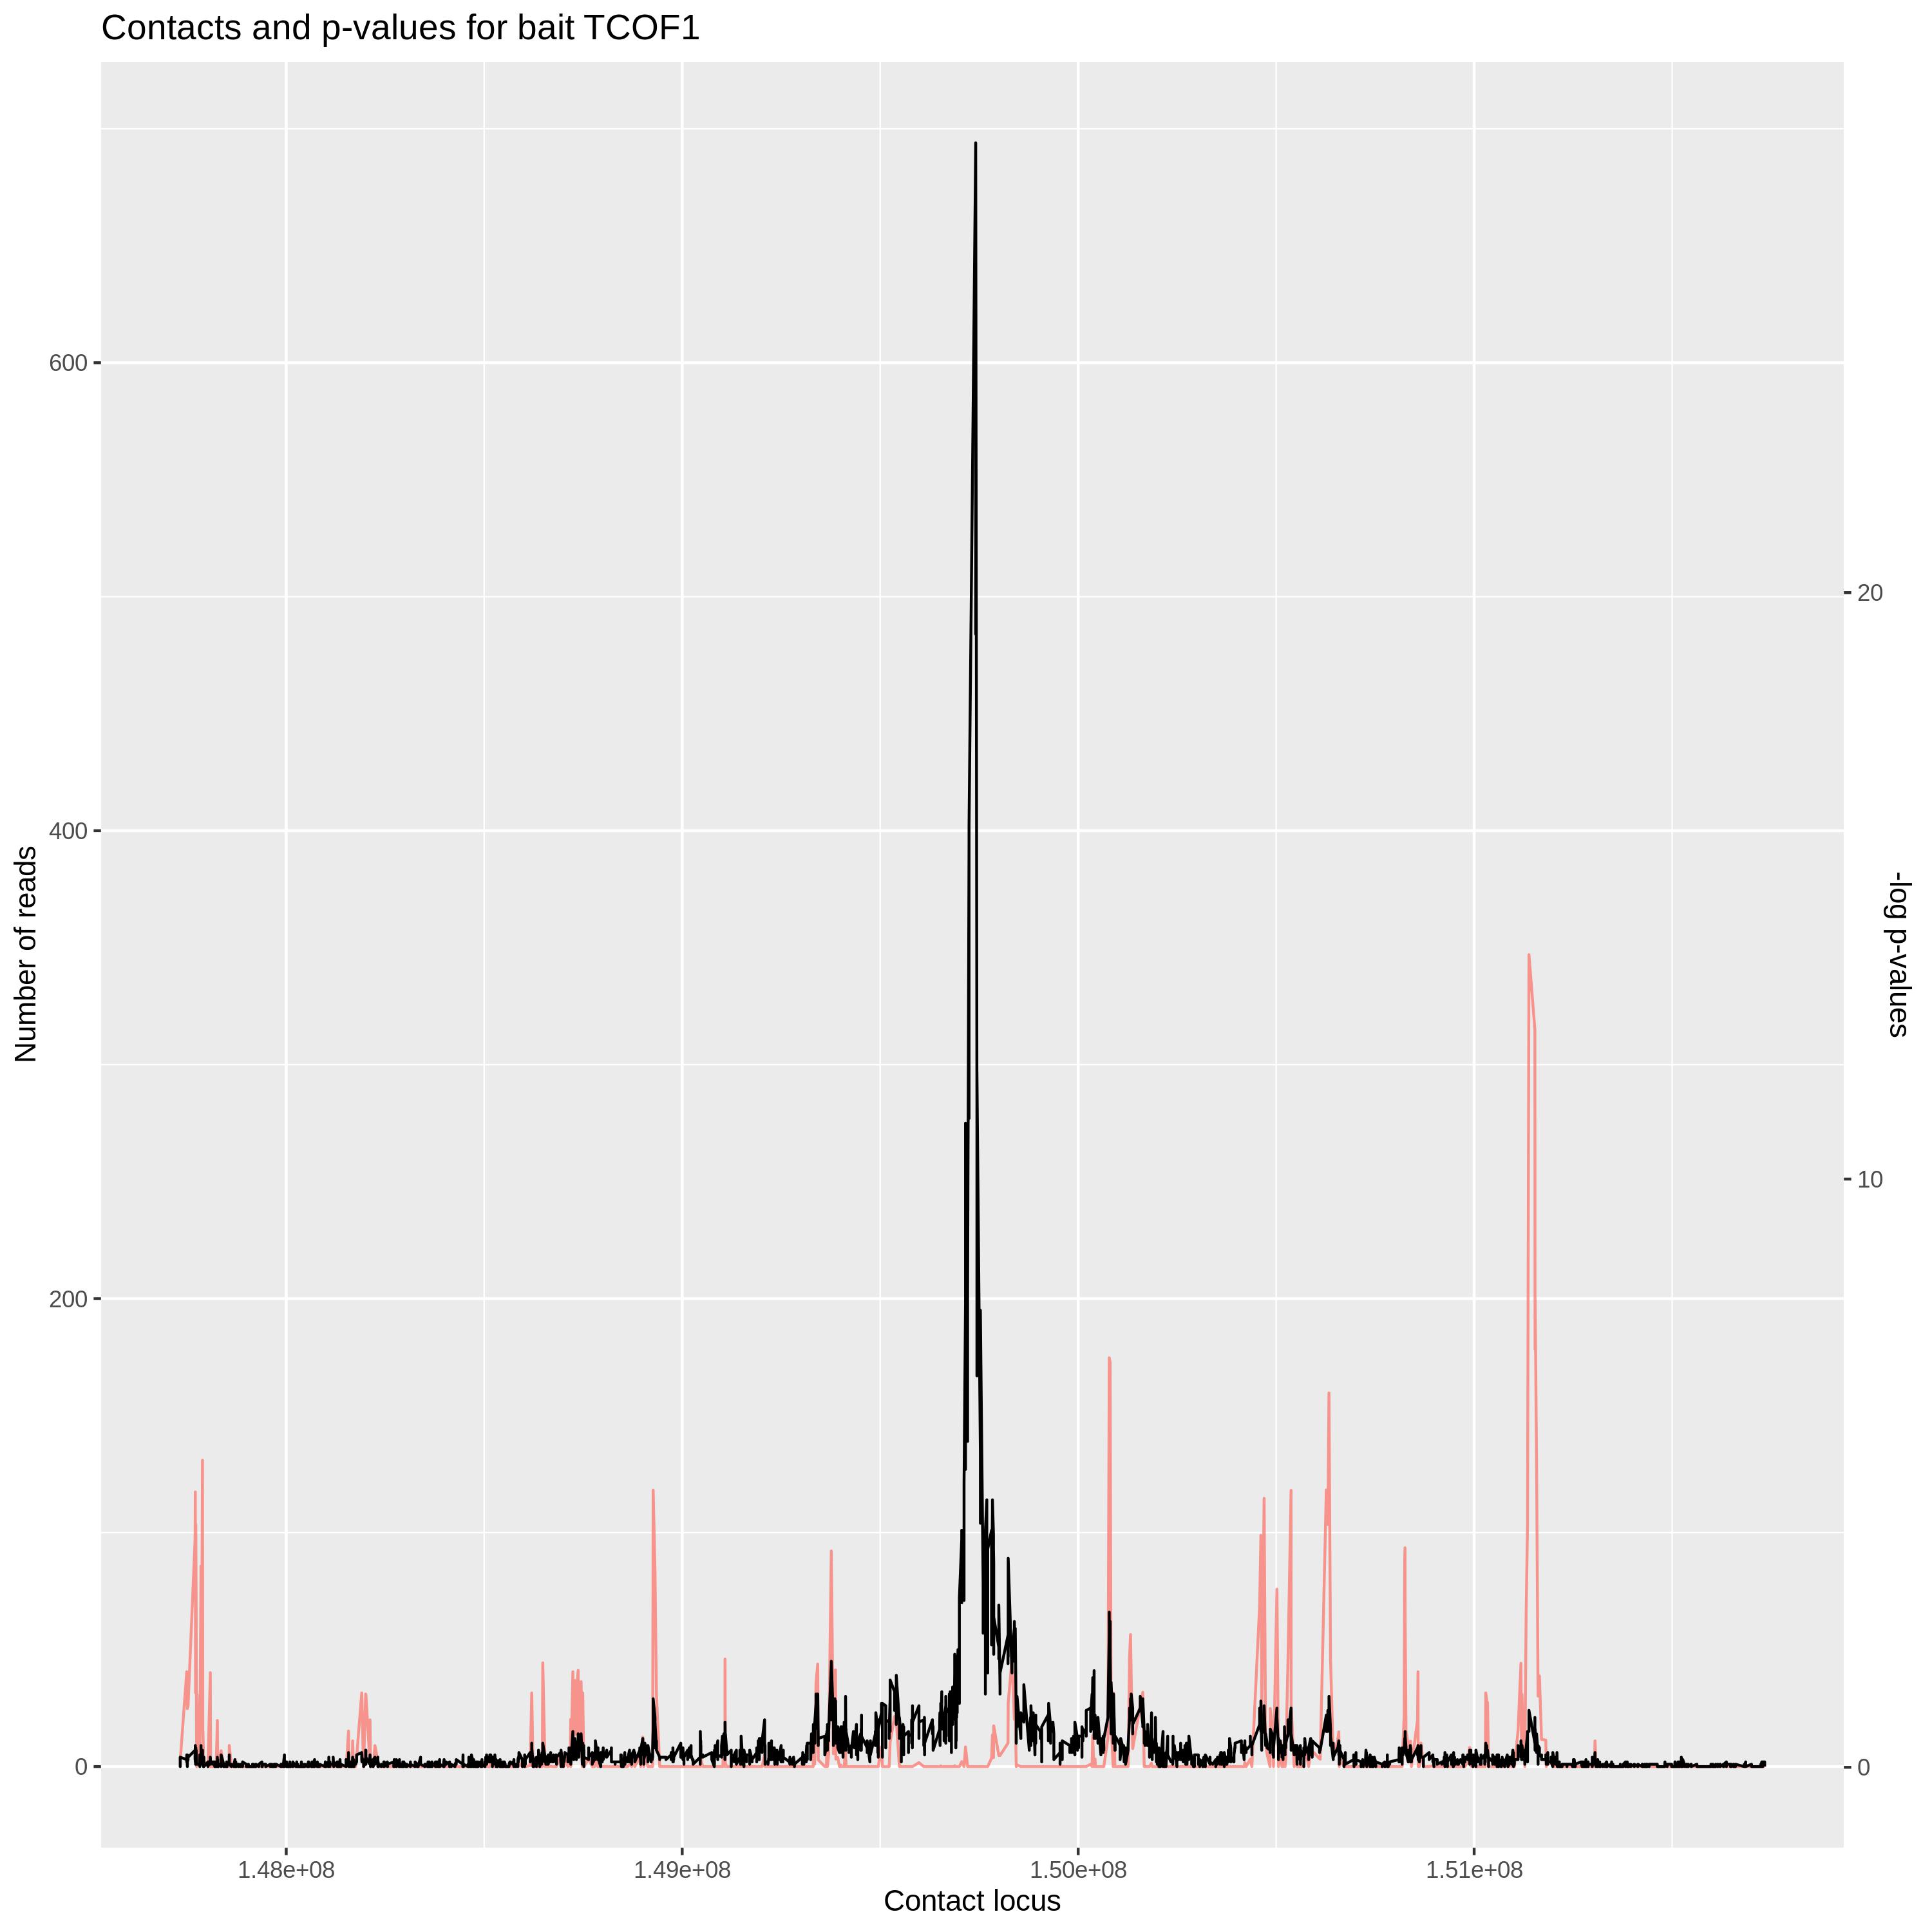 Contacts and p-values for bait TCOF1
600
400
200
0
Number of reads
20
10
0
-log p-values
1.48e+08
1.49e+08
1.50e+08
1.51e+08
Contact locus